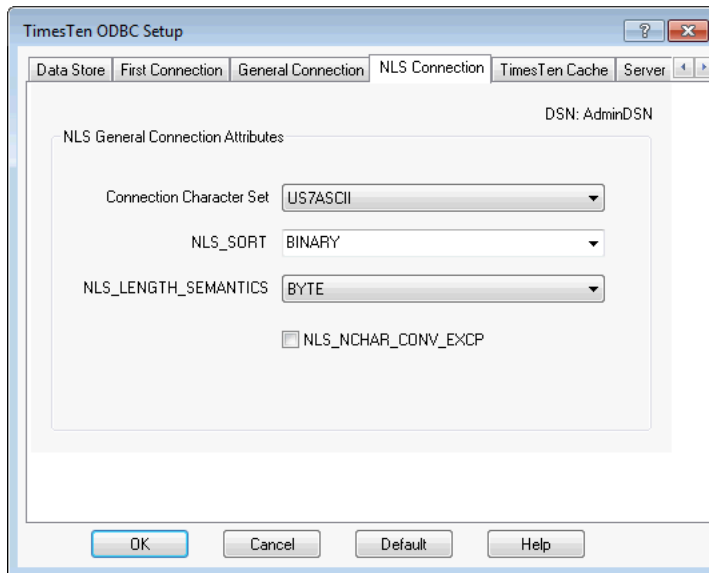 TimesTen ODBC Setup
Data Store First Connection General Connection NLS Connection TimesTen Cache Server
DSN: AdminDSN
NLS General Connection Attributes
Connection Character Set US7ASCII
NLS_SORT BINARY
NLS_LENGTH_SEMANTICS BYTE
NLS_NCHAR_CONV_EXCP
OK Cancel Default Help